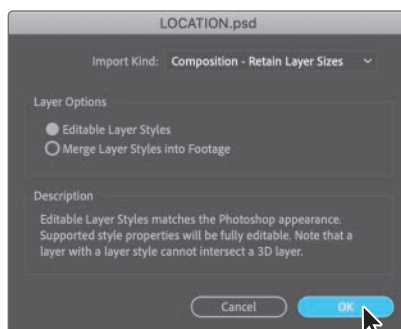 LOCATION.psd
Import Kind: Composition - Retain Layer Sizes
Layer Options
Editable Layer Styles
Merge Layer Styles into Footage
Description
Editable Layer Styles matches the Photoshop appearance.
Supported style properties will be fully editable. Note that a
layer with a layer style cannot intersect a 3D layer.
Cancel OK